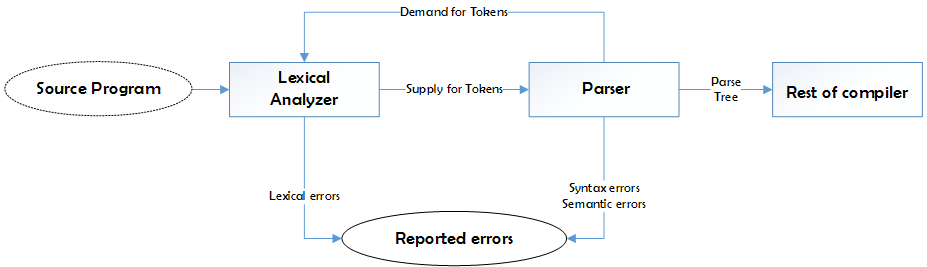 Demand for Tokens
Source Program
Lexical
Analyzer
Supply for Tokens
Parser
Parse
Tree
Rest of compiler
Lexical errors
Syntax errors
Semantic errors
Reported errors